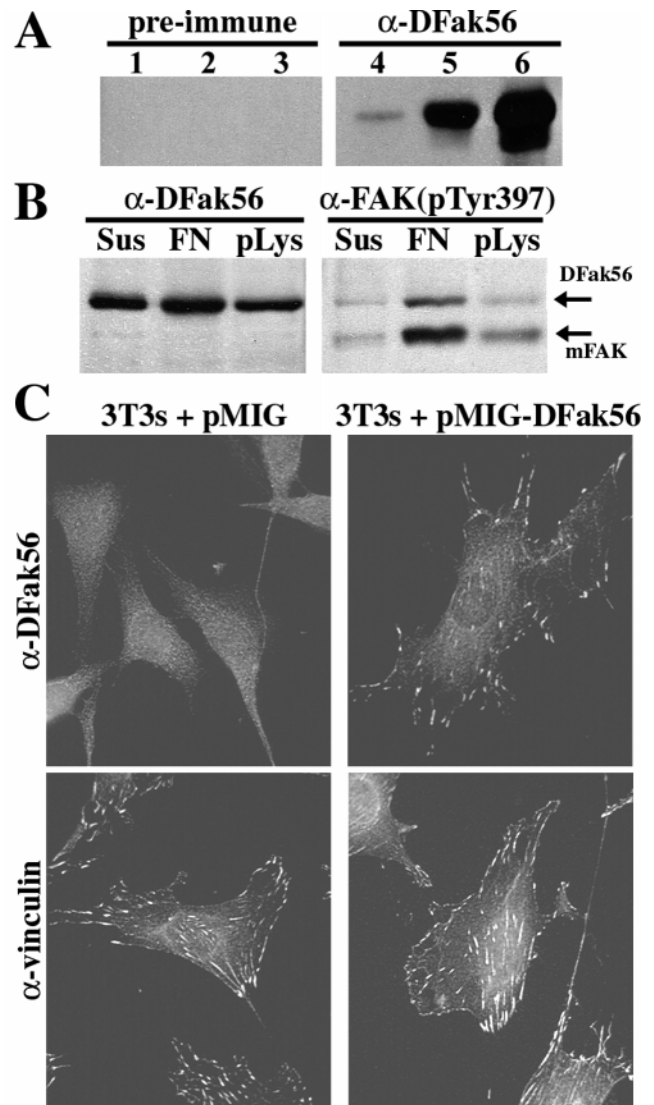 A
pre-immune
α-DFak56
1 2 3
4 5 6
B
α-DFak56
α-FAK(pTyr397)
Sus FN pLys
Sus FN pLys
DFak56
mFAK
C
3T3s + pMIG
3T3s + pMIG-DFak56
α-DFak56
α-vinculin